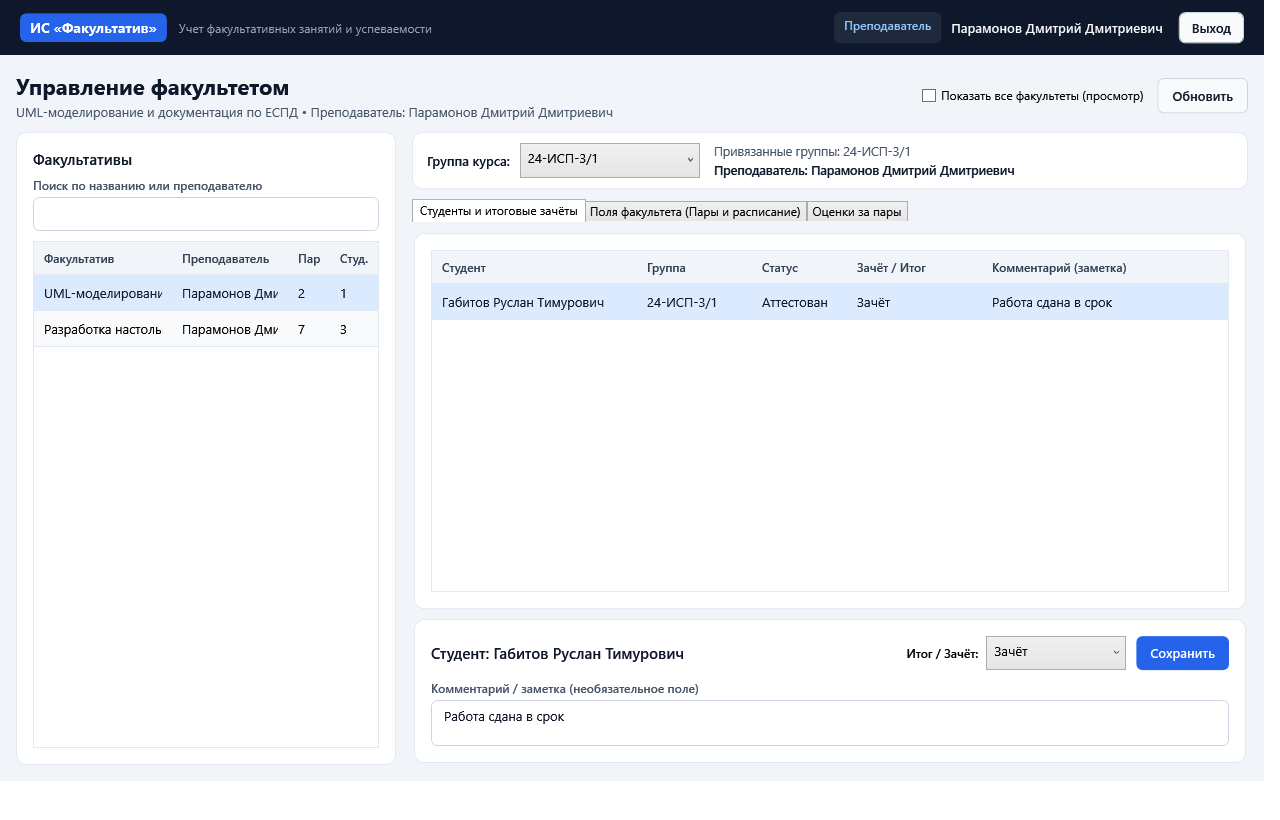 ИС «Факультатив» Учет факультативных занятий и успеваемости Преподаватель Парамонов Дмитрий Дмитриевич Выход
Управление факультетом
UML-моделирование и документация по ЕСПД • Преподаватель: Парамонов Дмитрий Дмитриевич
Показать все факультеты (просмотр) Обновить
Факультативы
Поиск по названию или преподавателю
Факультатив Преподаватель Пар Студ.
UML-моделировани Парамонов Дми 2 1
Разработка настоль Парамонов Дми 7 3
Группа курса: 24-ИСП-3/1
Привязанные группы: 24-ИСП-3/1
Преподаватель: Парамонов Дмитрий Дмитриевич
Студенты и итоговые зачёты Поля факультета (Пары и расписание) Оценки за пары
Студент Группа Статус Зачёт / Итог Комментарий (заметка)
Габитов Руслан Тимурович 24-ИСП-3/1 Аттестован Зачёт Работа сдана в срок
Студент: Габитов Руслан Тимурович Итог / Зачёт: Зачёт Сохранить
Комментарий / заметка (необязательное поле)
Работа сдана в срок